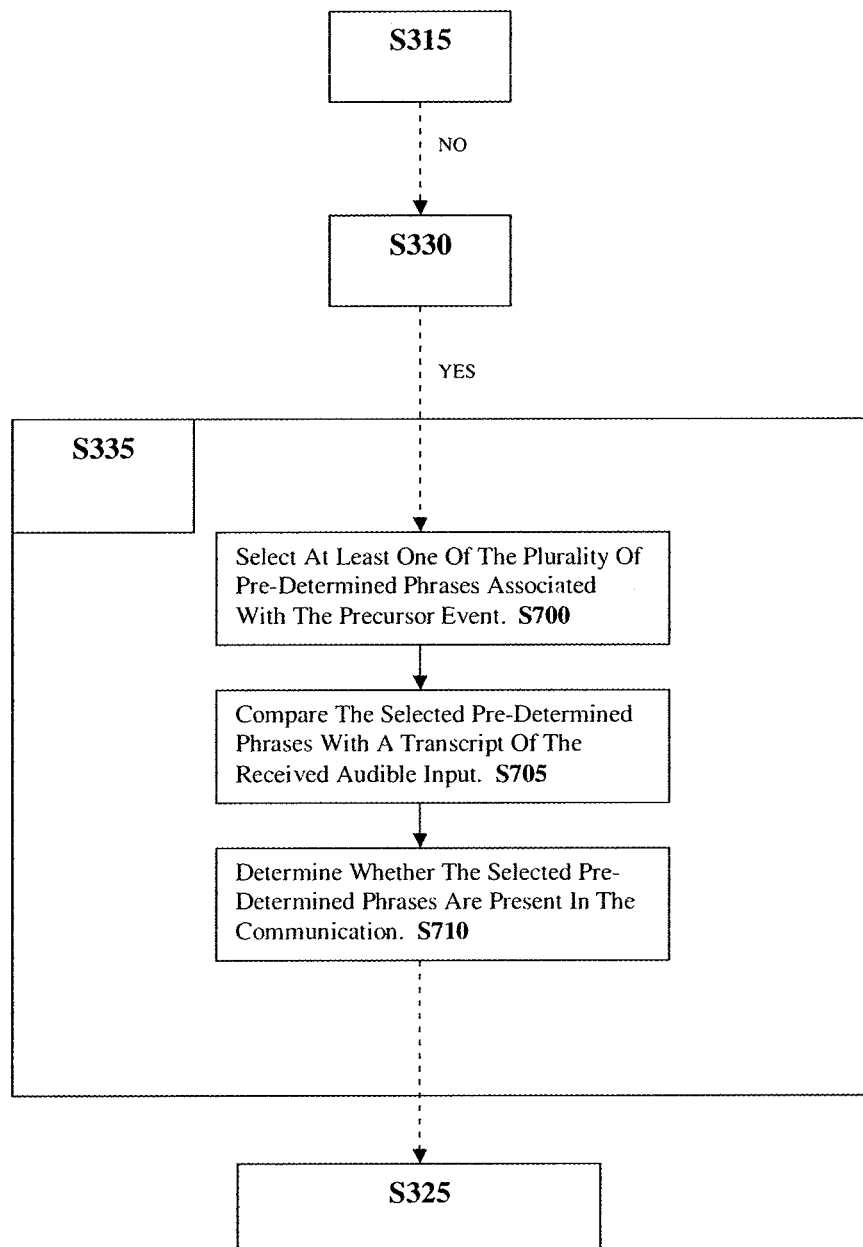 S315
NO
S330
YES
S335
Select At Least One Of The Plurality Of
Pre-Determined Phrases Associated
With The Precursor Event. S700
Compare The Selected Pre-Determined
Phrases With A Transcript Of The
Received Audible Input. S705
Determine Whether The Selected Pre-
Determined Phrases Are Present In The
Communication. S710
S325